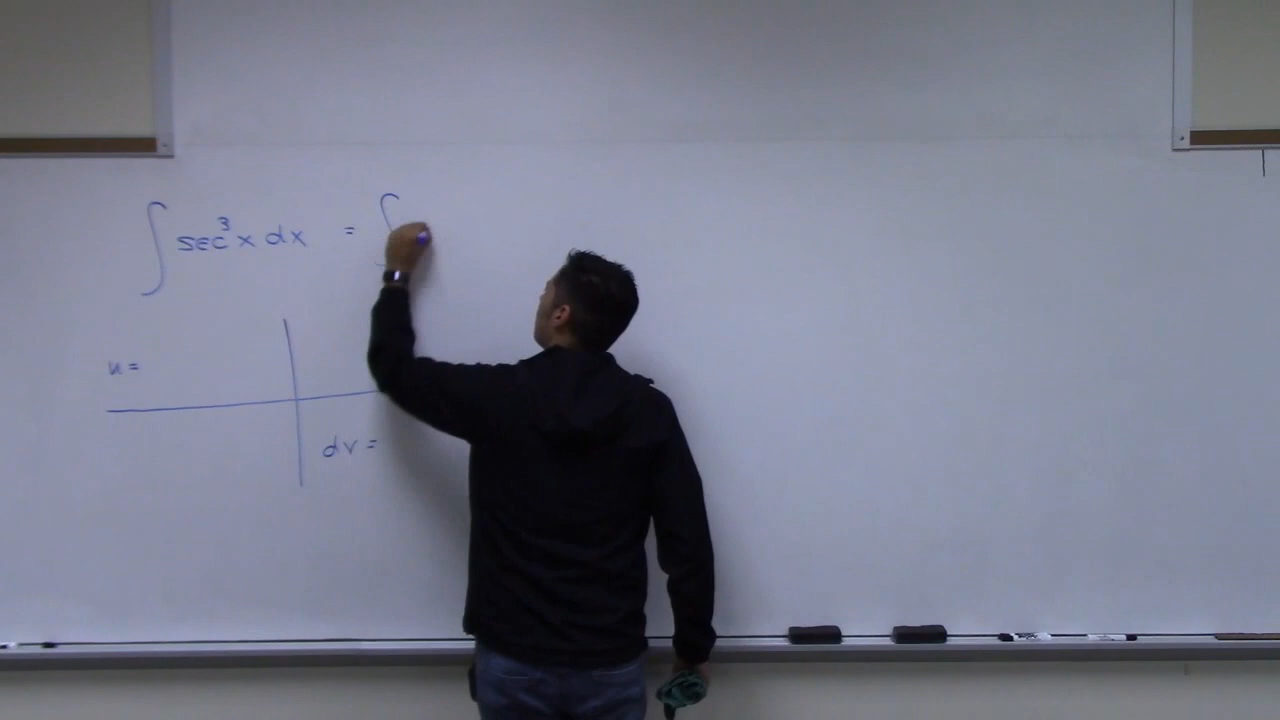 ∫ sec³x dx = ∫
u =
dv =